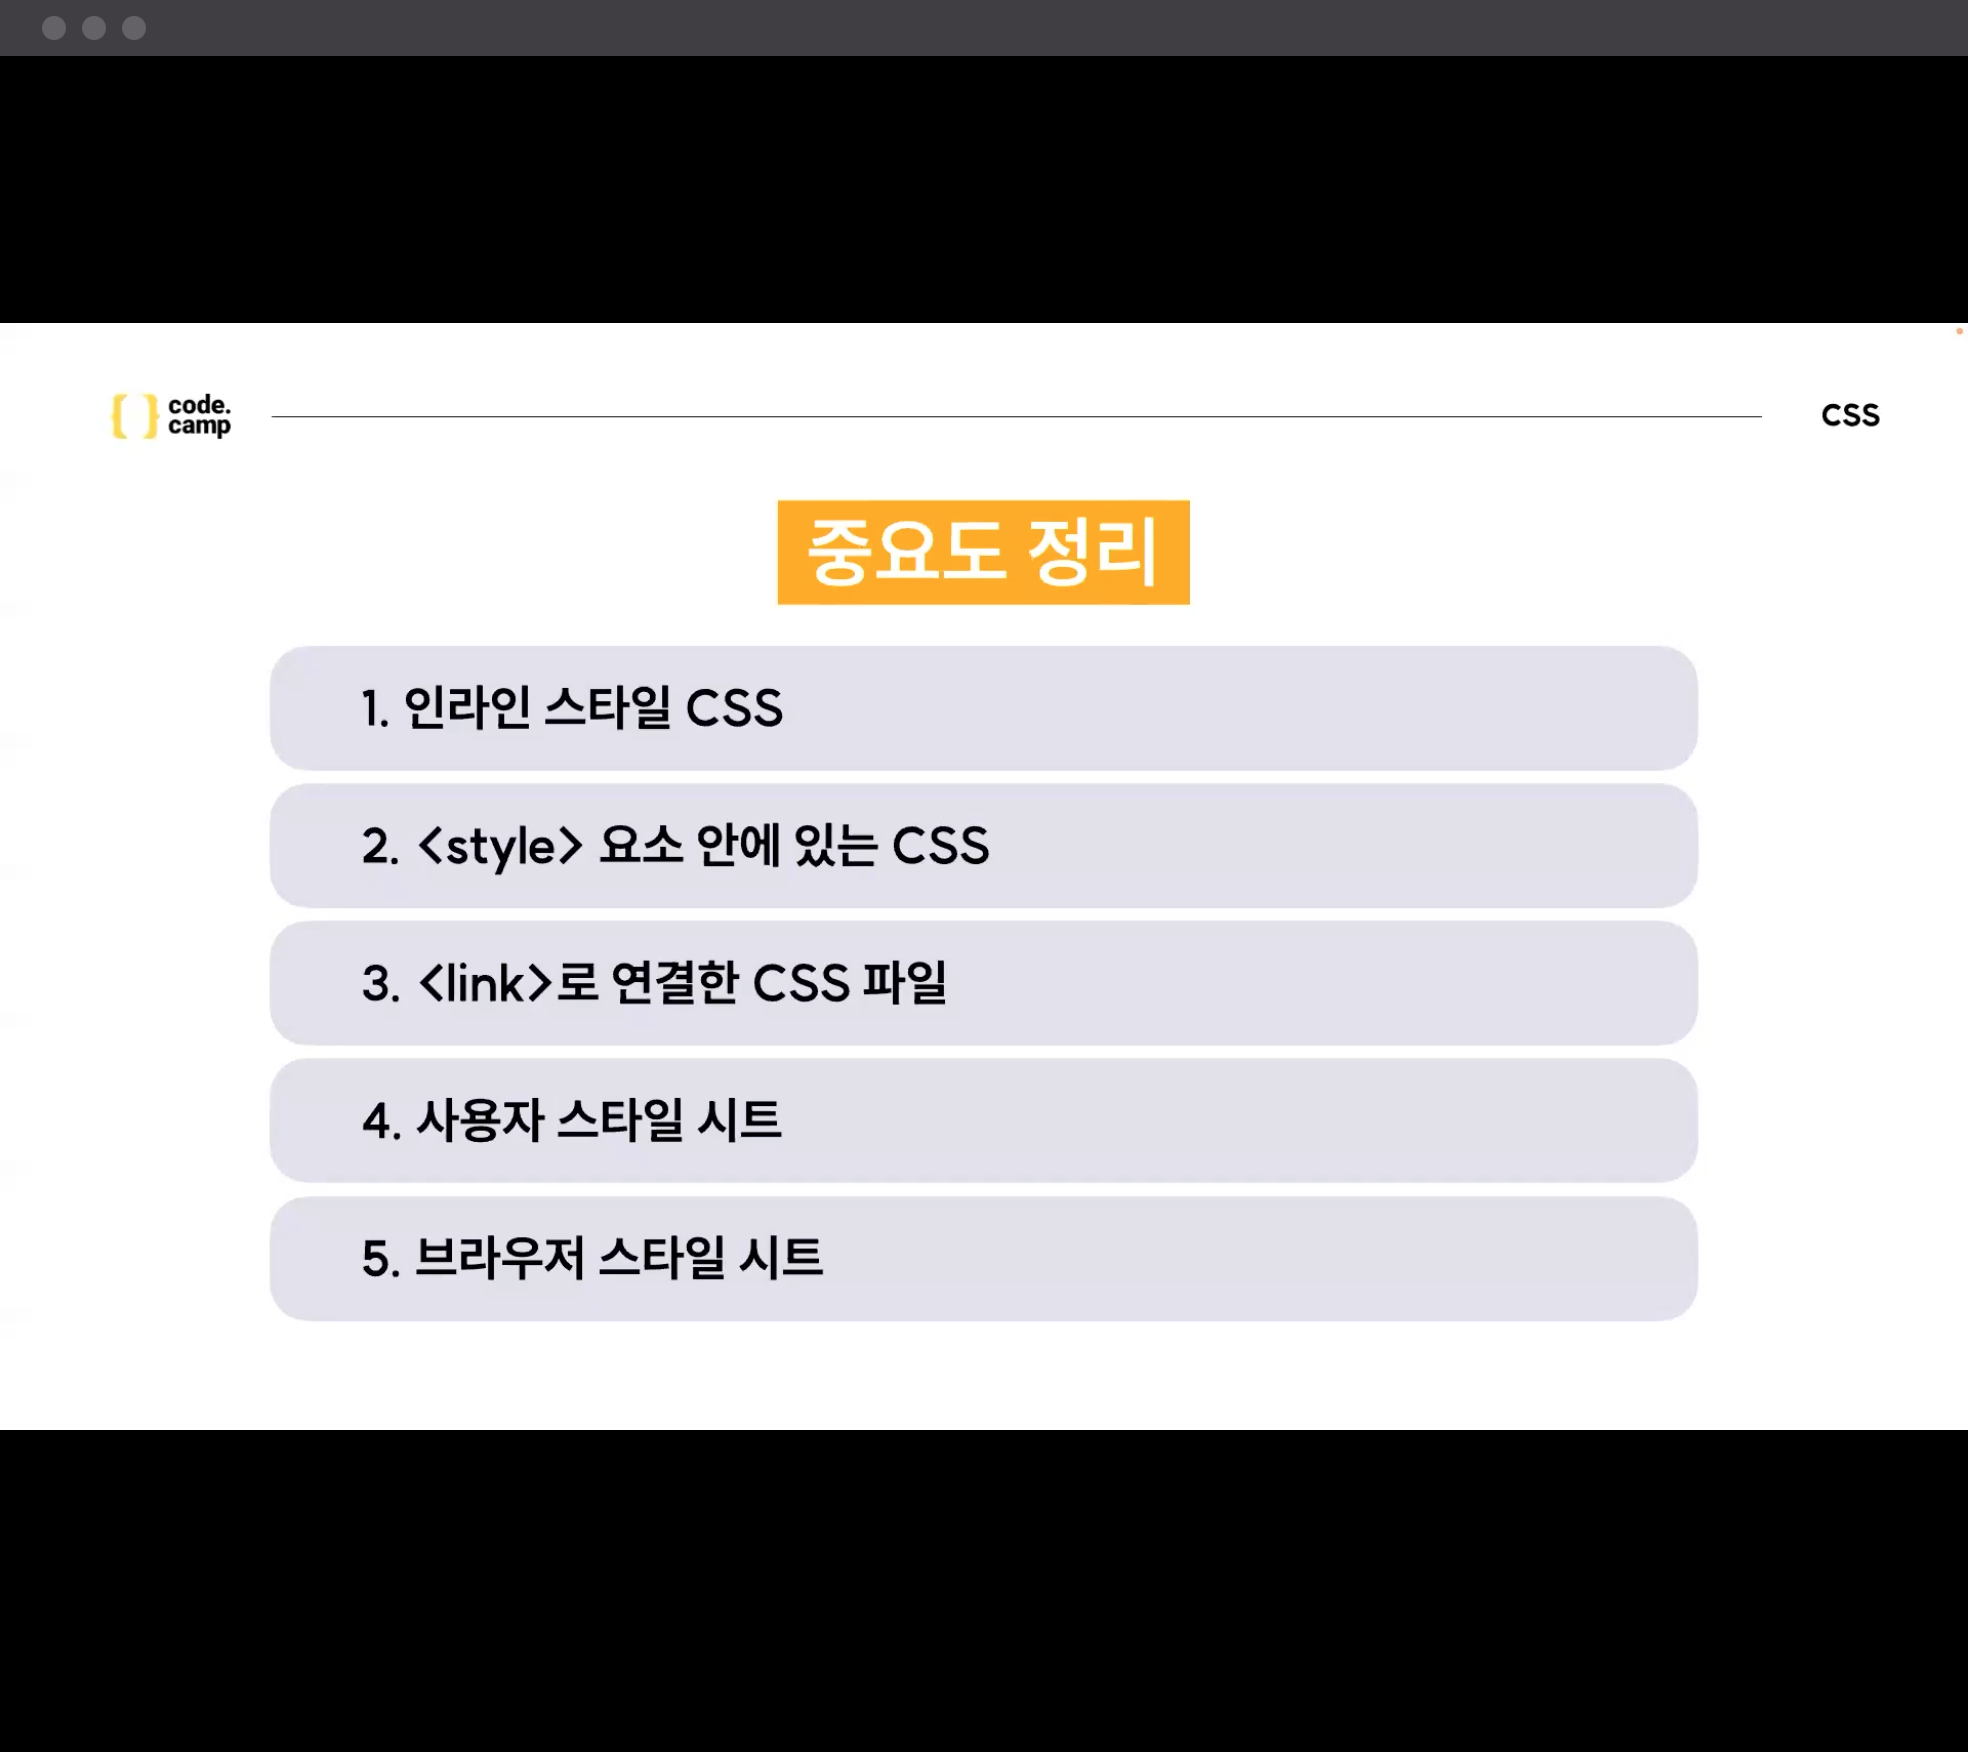 code.
camp
CSS
중요도 정리
1. 인라인 스타일 CSS
2. <style> 요소 안에 있는 CSS
3. <link>로 연결한 CSS 파일
4. 사용자 스타일 시트
5. 브라우저 스타일 시트